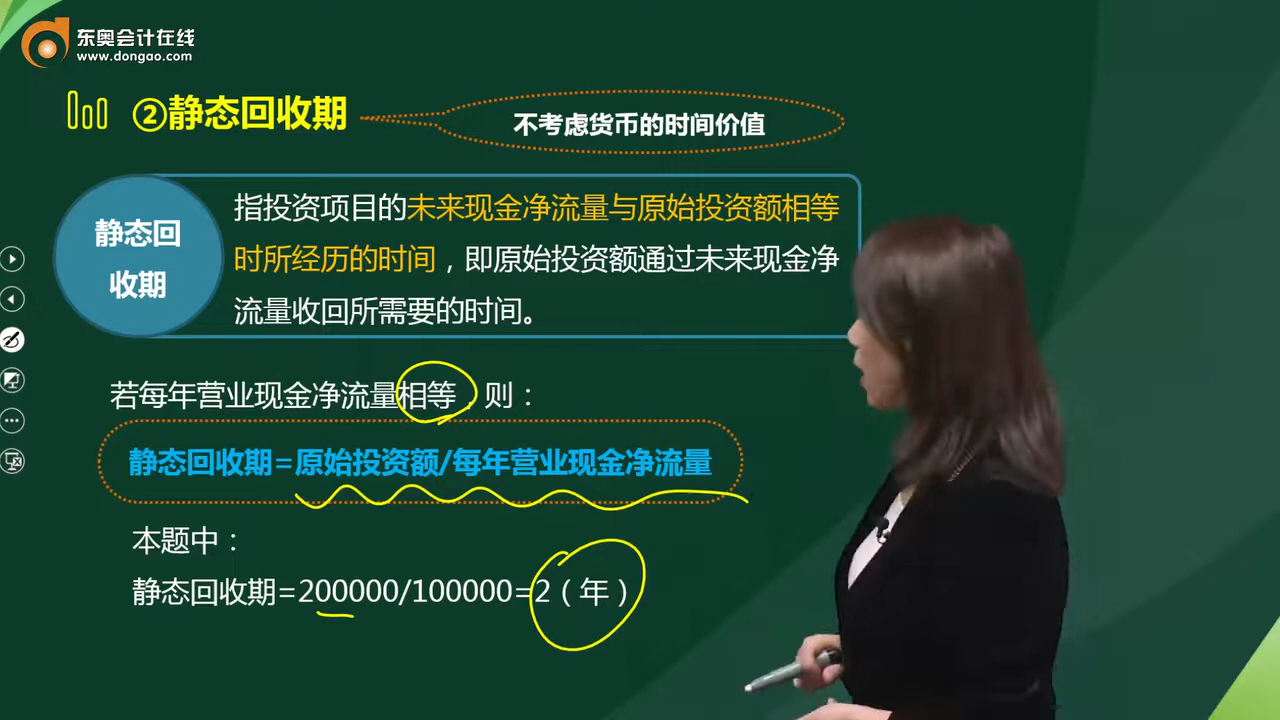 东奥会计在线
www.dongao.com
②静态回收期
不考虑货币的时间价值
静态回
收期
指投资项目的未来现金净流量与原始投资额相等
时所经历的时间，即原始投资额通过未来现金净
流量收回所需要的时间。
若每年营业现金净流量相等，则：
静态回收期=原始投资额/每年营业现金净流量
本题中：
静态回收期=200000/100000=2（年）